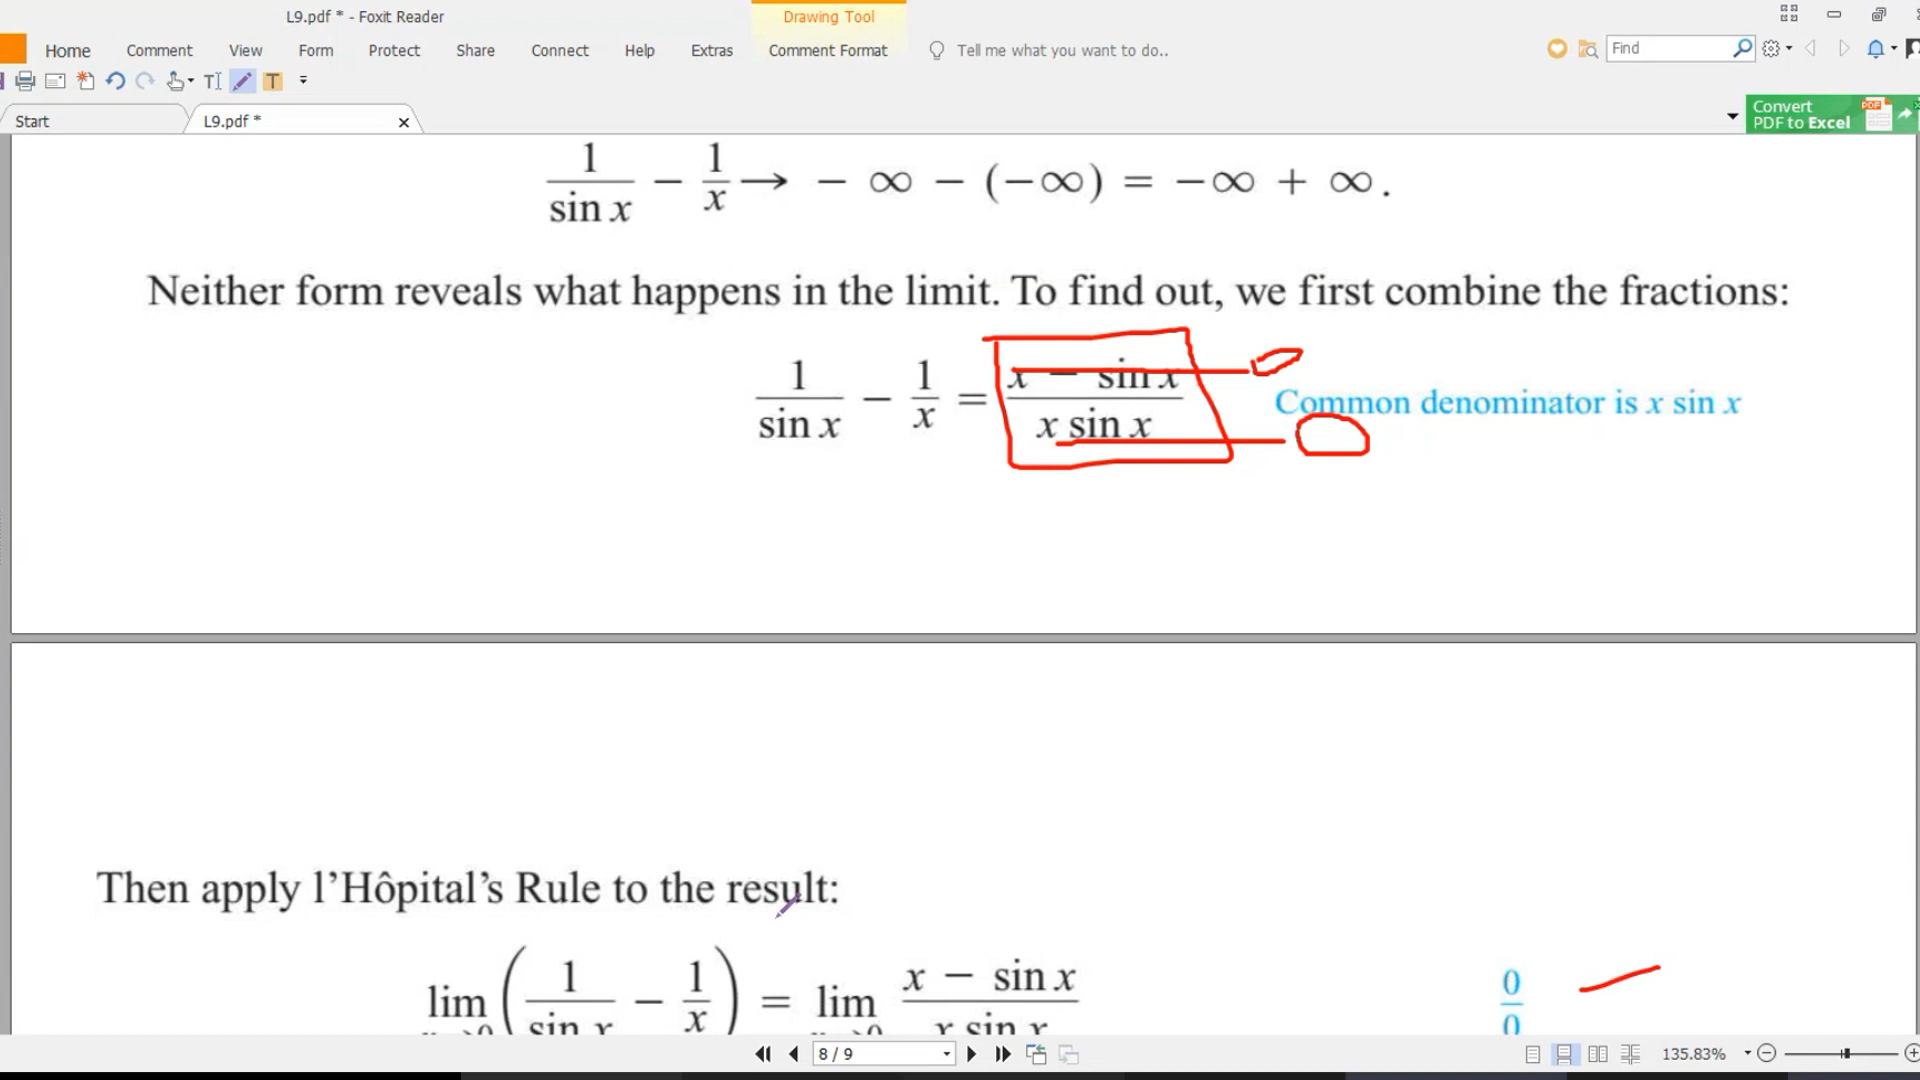 L9.pdf * - Foxit Reader
Drawing Tool
Home Comment View Form Protect Share Connect Help Extras Comment Format Tell me what you want to do.. Find
Start L9.pdf *
Convert PDF to Excel
1/sin x − 1/x → − ∞ − (−∞) = −∞ + ∞.
Neither form reveals what happens in the limit. To find out, we first combine the fractions:
1/sin x − 1/x = x − sin x/x sin x Common denominator is x sin x
Then apply l’Hôpital’s Rule to the result:
lim (1/sin x − 1/x) = lim x − sin x/x sin x 0/0
8 / 9 135.83%